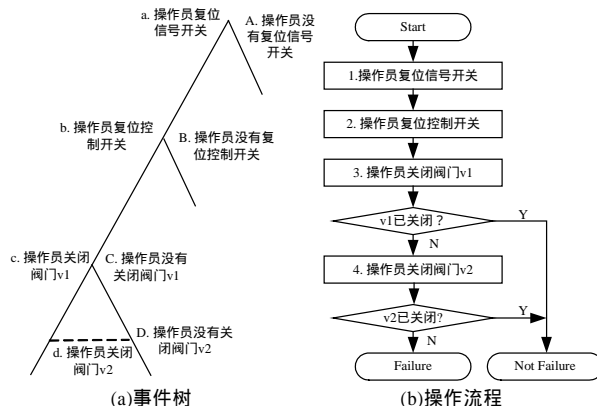 a. 操作员复位
信号开关
A. 操作员没
有复位信号
开关
b. 操作员复位控
制开关
B. 操作员没有复
位控制开关
c. 操作员关闭
阀门v1
C. 操作员没有
关闭阀门v1
D. 操作员没有关
闭阀门v2
d. 操作员关闭
阀门v2
(a)事件树
Start
1.操作员复位信号开关
2. 操作员复位控制开关
3. 操作员关闭阀门v1
v1已关闭？
Y
N
4. 操作员关闭阀门v2
v2已关闭?
Y
N
Failure
Not Failure
(b)操作流程